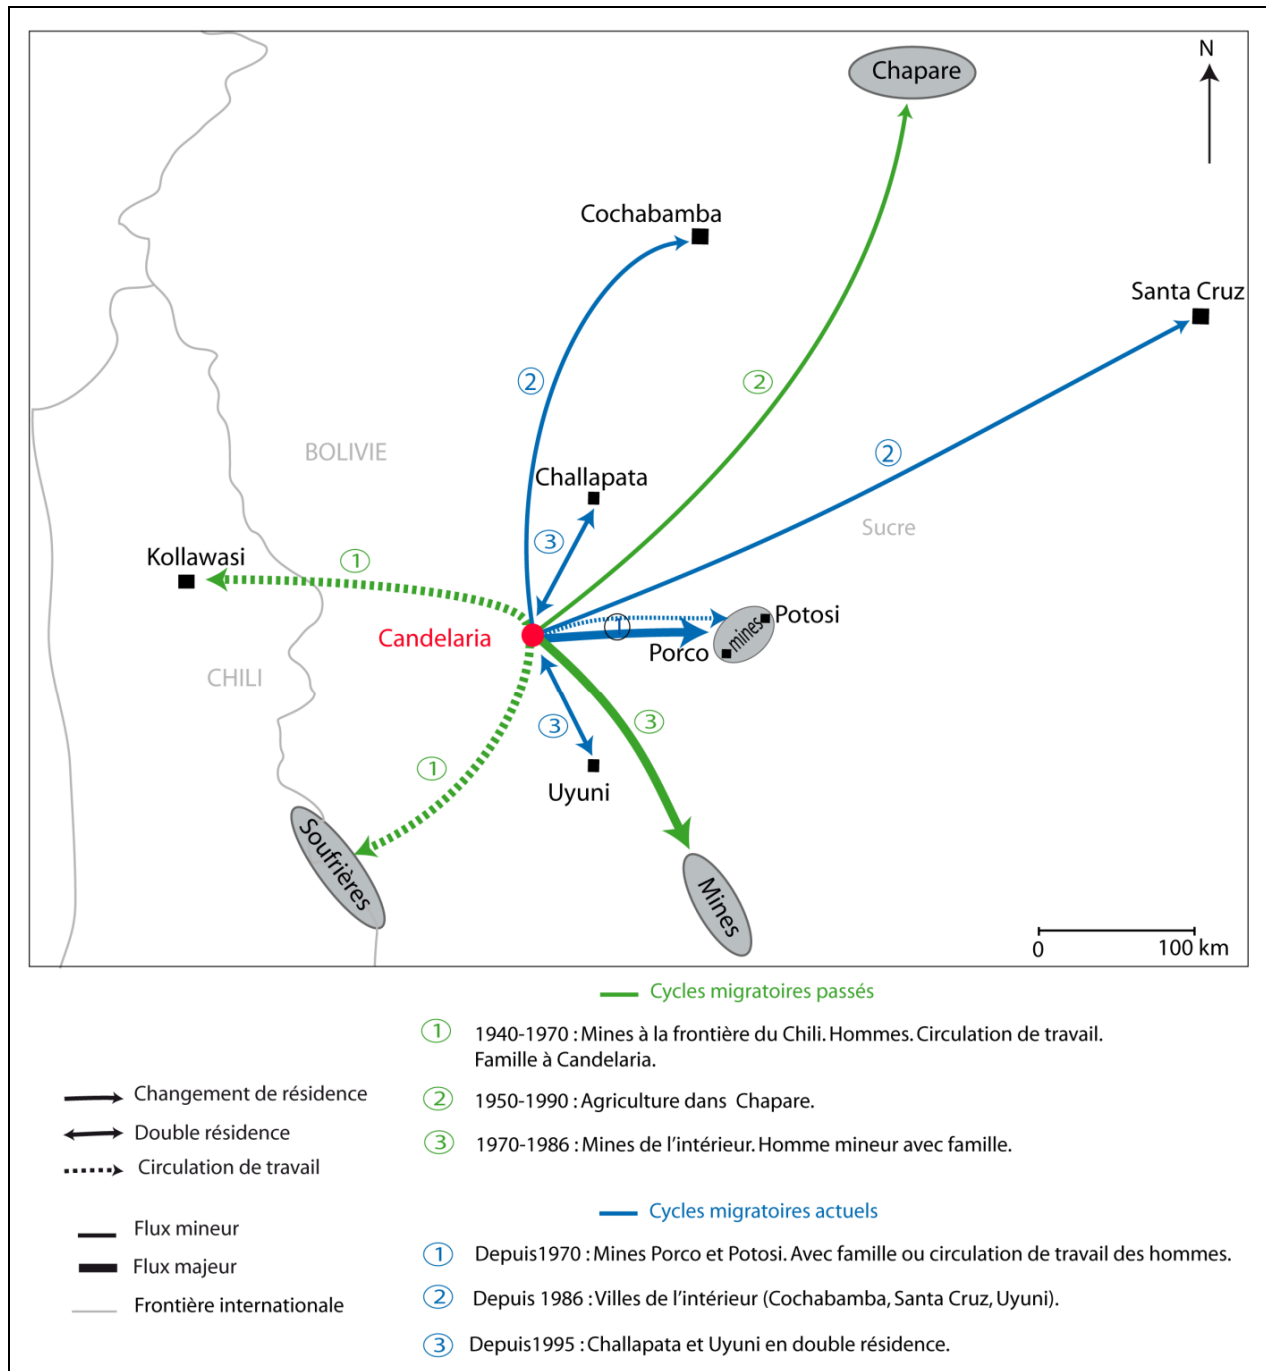 Chapare
N
Cochabamba
Santa Cruz
2
2
BOLIVIE
2
Challapata
Sucre
3
Kollawasi
1
Candelaria
1
Potosi
mines
Porco
CHILI
3
3
1
Uyuni
Soufrières
Mines
0
100 km
Cycles migratoires passés
1 1940-1970 : Mines à la frontière du Chili. Hommes. Circulation de travail.
Famille à Candelaria.
Changement de résidence
2 1950-1990 : Agriculture dans Chapare.
Double résidence
3 1970-1986 : Mines de l'intérieur. Homme mineur avec famille.
Circulation de travail
Cycles migratoires actuels
Flux mineur
1 Depuis1970 : Mines Porco et Potosi. Avec famille ou circulation de travail des hommes.
Flux majeur
2 Depuis 1986 : Villes de l'intérieur (Cochabamba, Santa Cruz, Uyuni).
Frontière internationale
3 Depuis1995 : Challapata et Uyuni en double résidence.